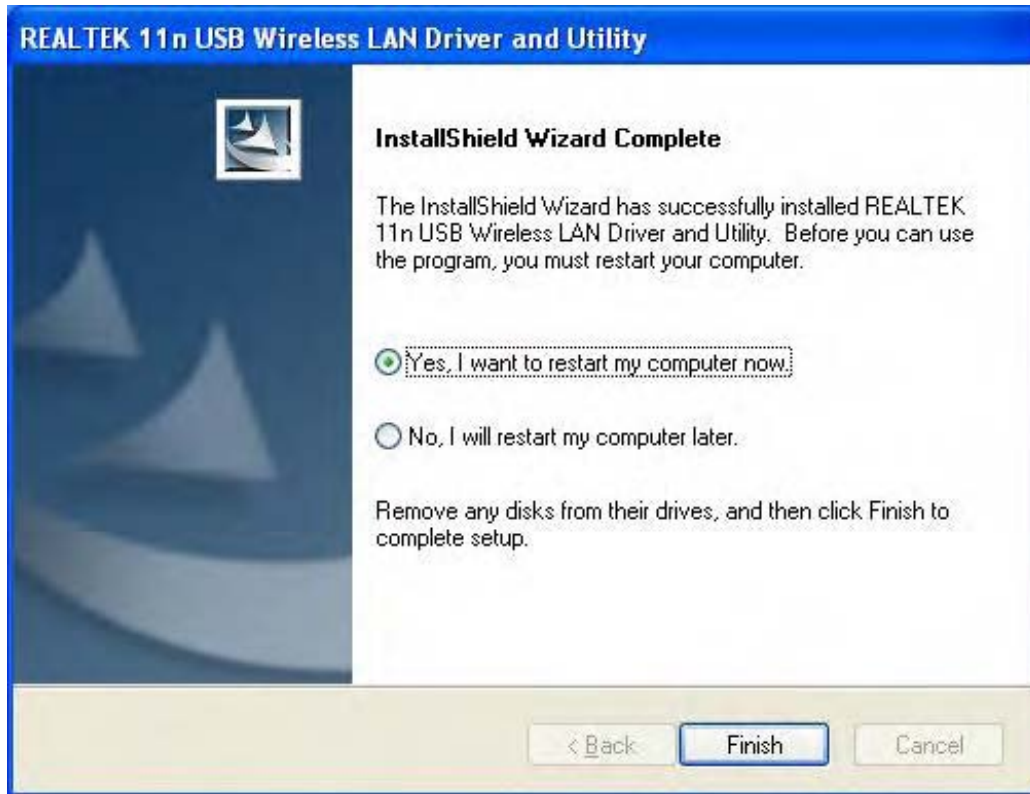 REALTEK 11n USB Wireless LAN Driver and Utility
InstallShield Wizard Complete
The InstallShield Wizard has successfully installed REALTEK
11n USB Wireless LAN Driver and Utility.  Before you can use
the program, you must restart your computer.
Yes, I want to restart my computer now.
No, I will restart my computer later.
Remove any disks from their drives, and then click Finish to
complete setup.
< Back
Finish
Cancel